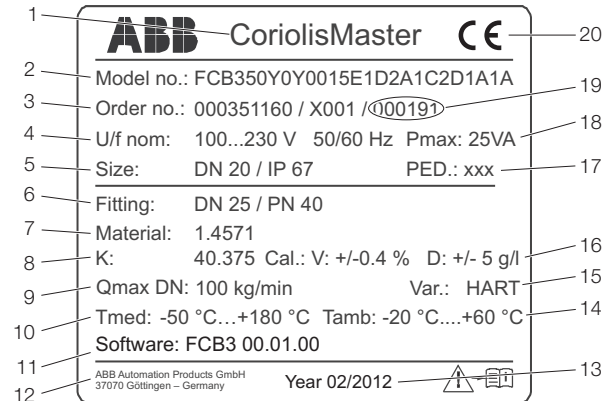 1 ABB CoriolisMaster CE 20
2 Model no.: FCB350Y0Y0015E1D2A1C2D1A1A
19
3 Order no.: 000351160 / X001 / 000191
4 U/f nom: 100...230 V 50/60 Hz Pmax: 25VA 18
5 Size: DN 20 / IP 67 PED.: xxx 17
6 Fitting: DN 25 / PN 40
7 Material: 1.4571
8 K: 40.375 Cal.: V: +/-0.4 % D: +/- 5 g/l 16
9 Qmax DN: 100 kg/min Var.: HART 15
10 Tmed: -50 °C...+180 °C Tamb: -20 °C....+60 °C 14
11 Software: FCB3 00.01.00
12 ABB Automation Products GmbH
37070 Göttingen – Germany
Year 02/2012 13